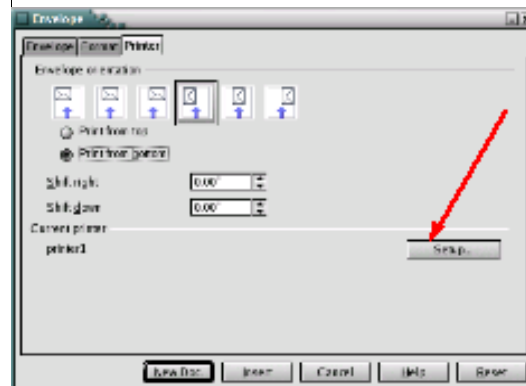 Envelope
Envelope Format Printer
Envelope orientation
Print from top
Print from bottom
Shift right 0.00"
Shift down 0.00"
Current printer
printer1 Setup...
New Doc. Insert Cancel Help Reset